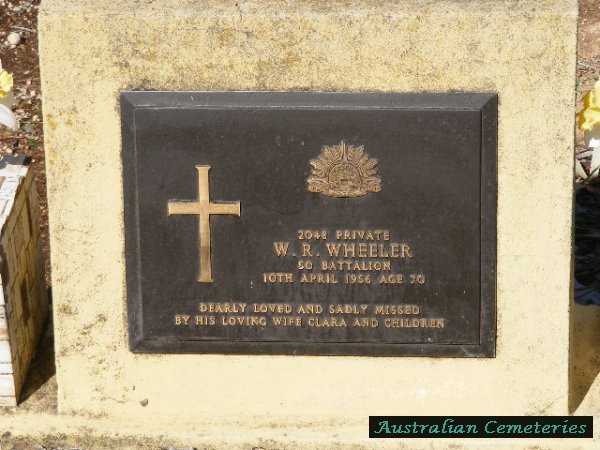 2048 PRIVATE
W. R. WHEELER
50 BATTALION
10TH APRIL 1956 AGE 70
DEARLY LOVED AND SADLY MISSED
BY HIS LOVING WIFE CLARA AND CHILDREN
Australian Cemeteries